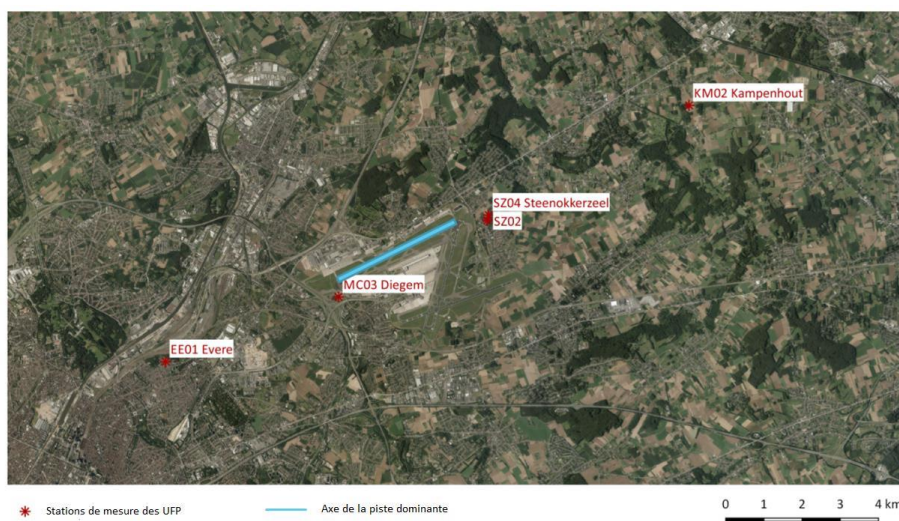 KM02 Kampenhout
SZ04 Steenokkerzeel
SZ02
MC03 Diegem
EE01 Evere
Stations de mesure des UFP
Axe de la piste dominante
0 1 2 3 4 km